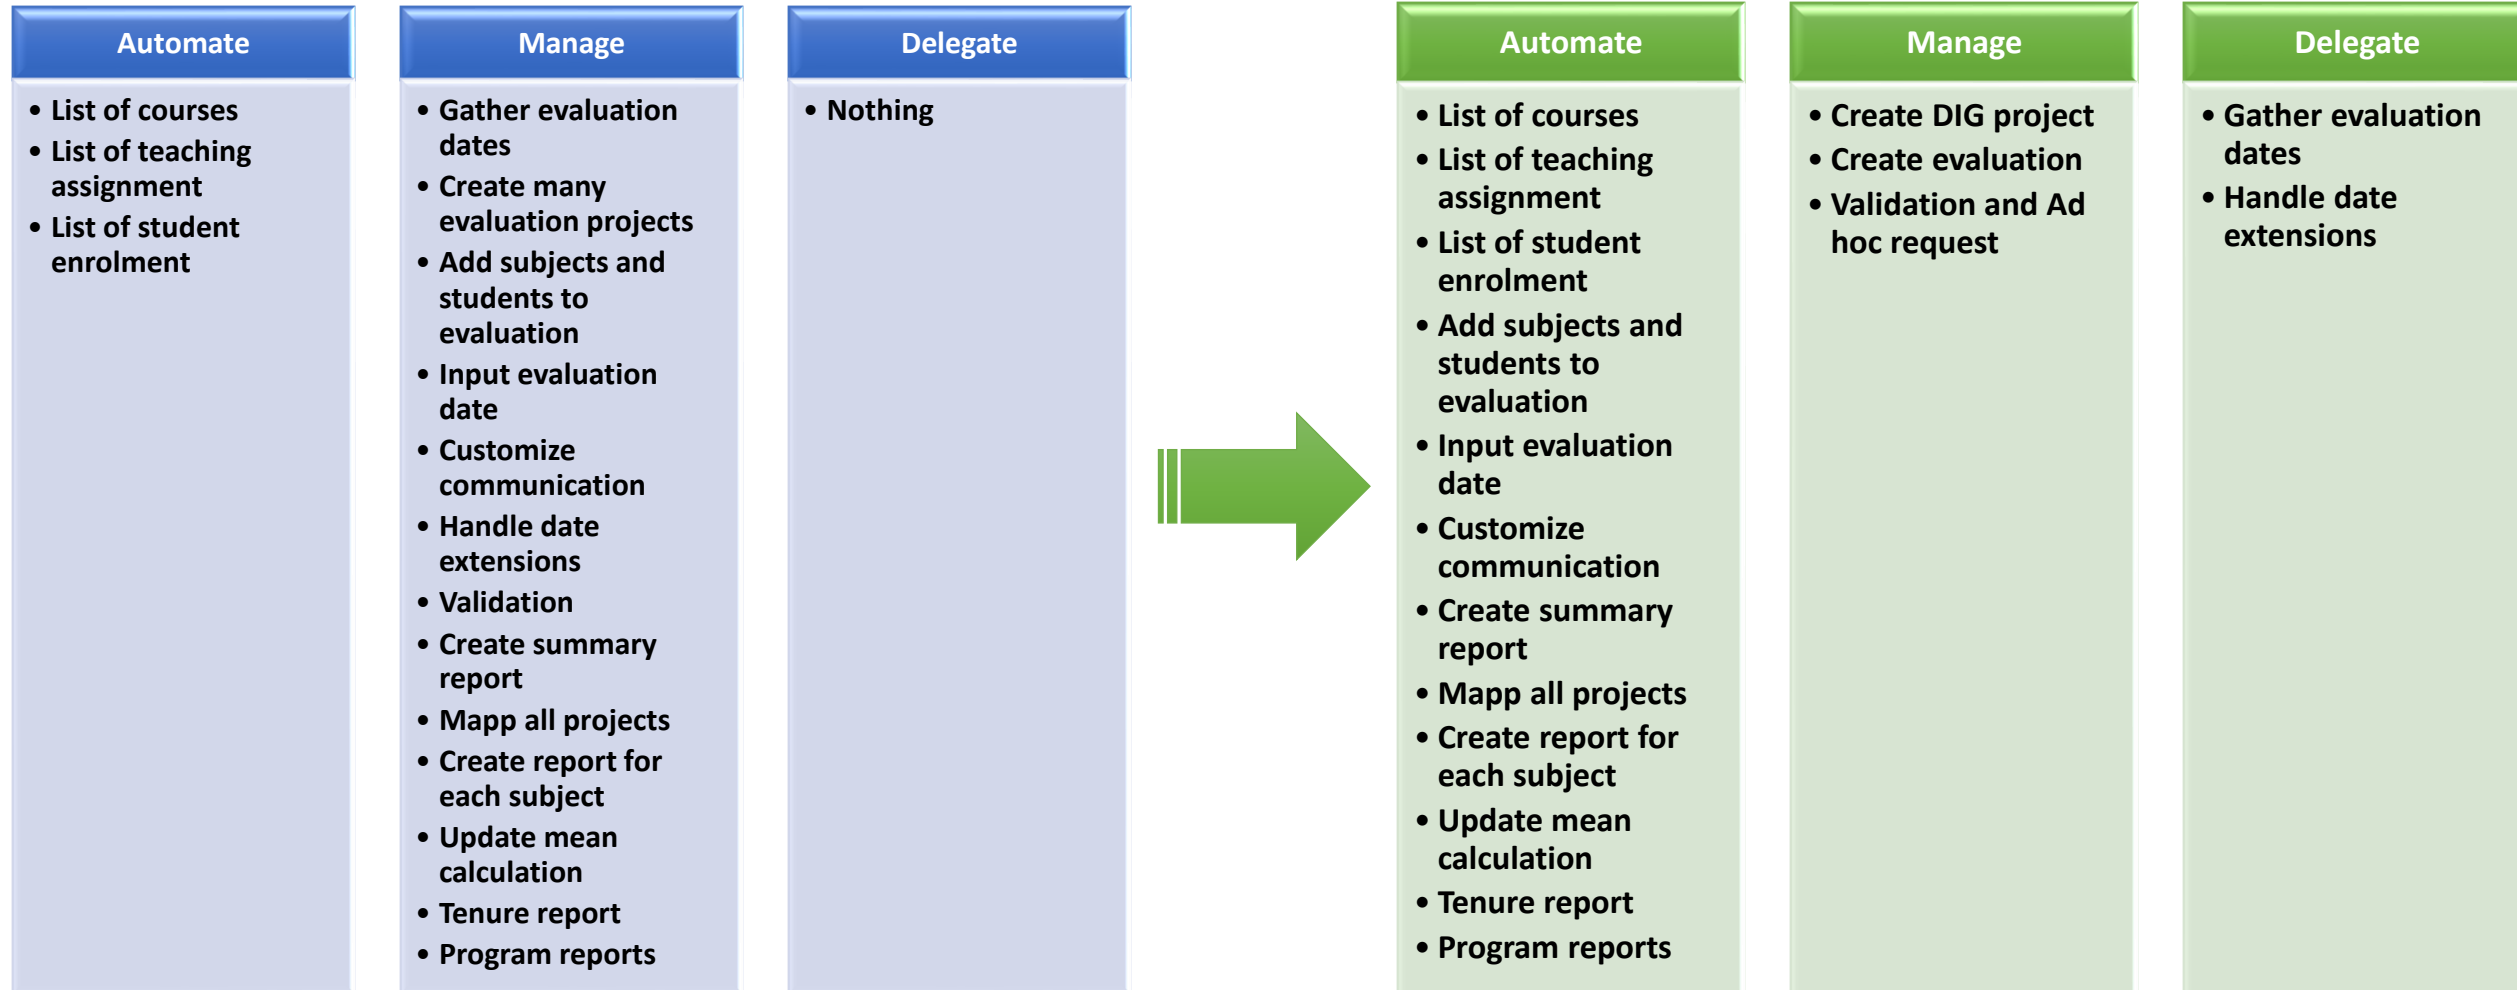 Automate
• List of courses
• List of teaching
assignment
• List of student
enrolment
Manage
• Gather evaluation
dates
• Create many
evaluation projects
• Add subjects and
students to
evaluation
• Input evaluation
date
• Customize
communication
• Handle date
extensions
• Validation
• Create summary
report
• Mapp all projects
• Create report for
each subject
• Update mean
calculation
• Tenure report
• Program reports
Delegate
• Nothing
Automate
• List of courses
• List of teaching
assignment
• List of student
enrolment
• Add subjects and
students to
evaluation
• Input evaluation
date
• Customize
communication
• Create summary
report
• Mapp all projects
• Create report for
each subject
• Update mean
calculation
• Tenure report
• Program reports
Manage
• Create DIG project
• Create evaluation
• Validation and Ad
hoc request
Delegate
• Gather evaluation
dates
• Handle date
extensions